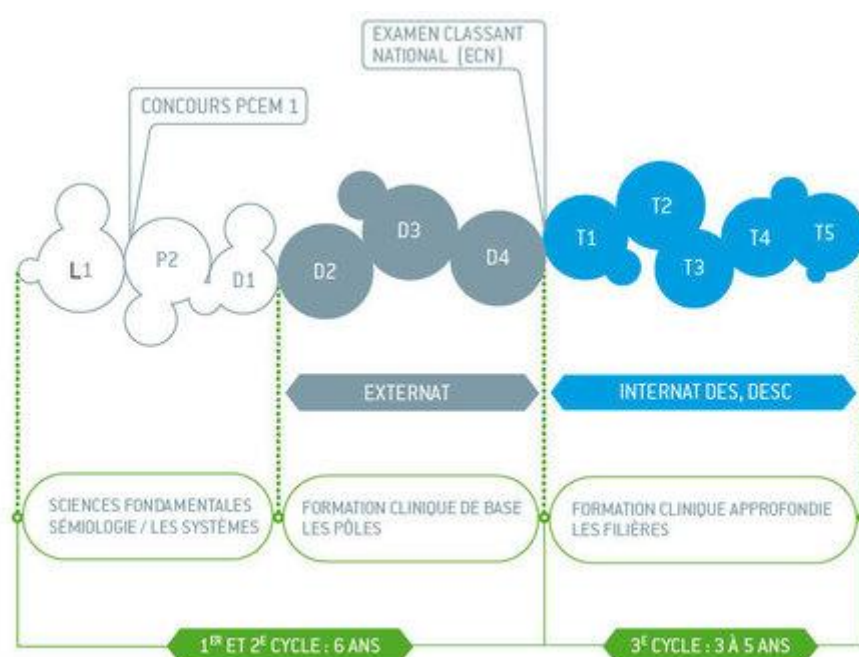 EXAMEN CLASSANT
NATIONAL (ECN)
CONCOURS PCEM 1
L1
P2
D1
D2
D3
D4
T1
T2
T3
T4
T5
EXTERNAT
INTERNAT DES, DESC
SCIENCES FONDAMENTALES
SÉMIOLOGIE / LES SYSTÈMES
FORMATION CLINIQUE DE BASE
LES PÔLES
FORMATION CLINIQUE APPROFONDIE
LES FILIÈRES
1ER ET 2E CYCLE : 6 ANS
3E CYCLE : 3 À 5 ANS